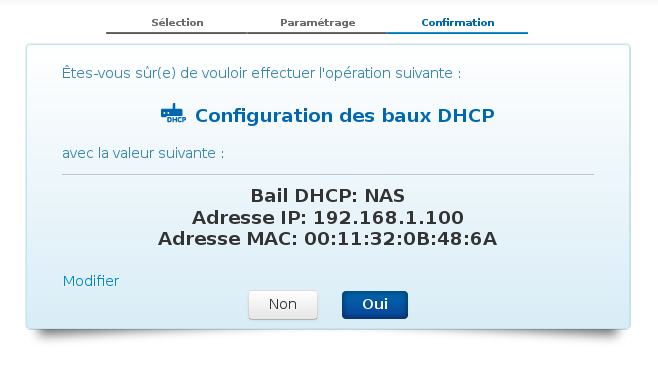 Sélection Paramétrage Confirmation
Êtes-vous sûr(e) de vouloir effectuer l'opération suivante :
DHCP Configuration des baux DHCP
avec la valeur suivante :
Bail DHCP: NAS
Adresse IP: 192.168.1.100
Adresse MAC: 00:11:32:0B:48:6A
Modifier
Non Oui